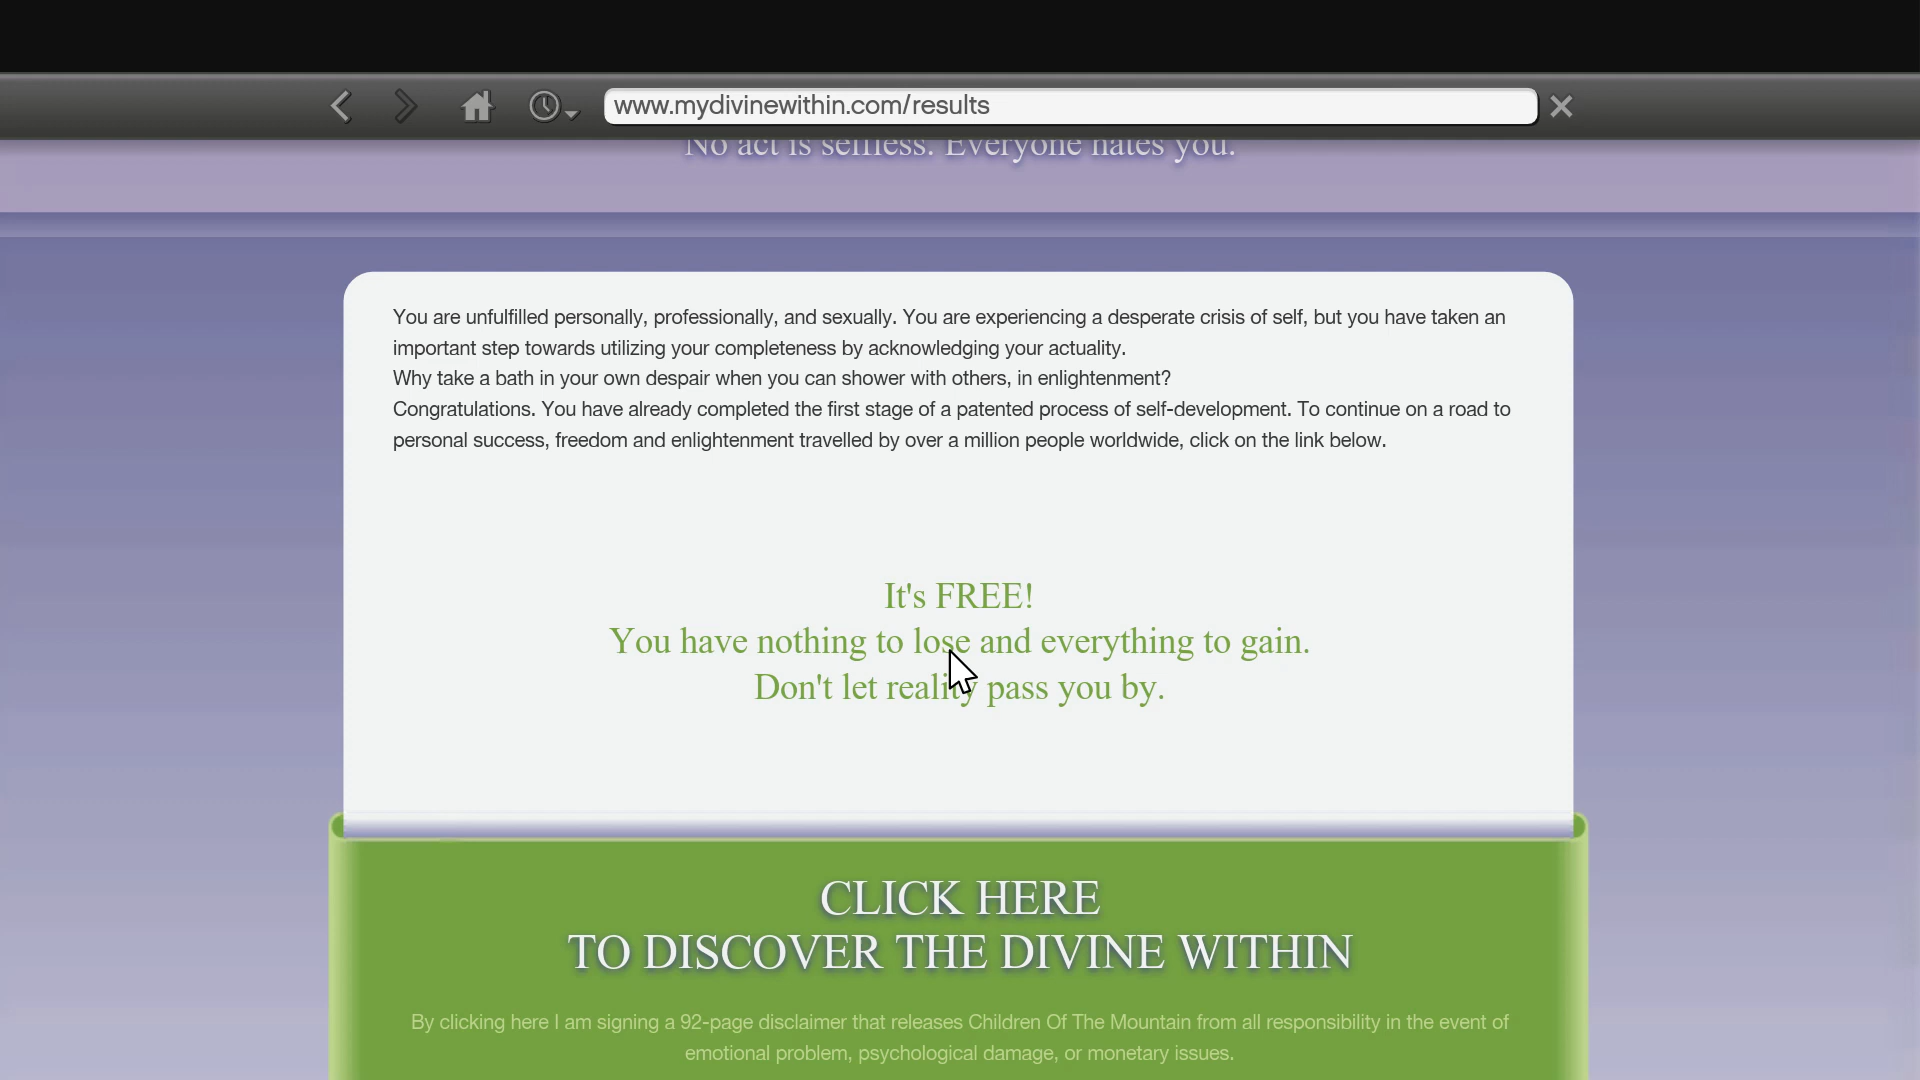 www.mydivinewithin.com/results
No act is selfless. Everyone hates you.
You are unfulfilled personally, professionally, and sexually. You are experiencing a desperate crisis of self, but you have taken an
important step towards utilizing your completeness by acknowledging your actuality.
Why take a bath in your own despair when you can shower with others, in enlightenment?
Congratulations. You have already completed the first stage of a patented process of self-development. To continue on a road to
personal success, freedom and enlightenment travelled by over a million people worldwide, click on the link below.
It's FREE!
You have nothing to lose and everything to gain.
Don't let reality pass you by.
CLICK HERE
TO DISCOVER THE DIVINE WITHIN
By clicking here I am signing a 92-page disclaimer that releases Children Of The Mountain from all responsibility in the event of
emotional problem, psychological damage, or monetary issues.